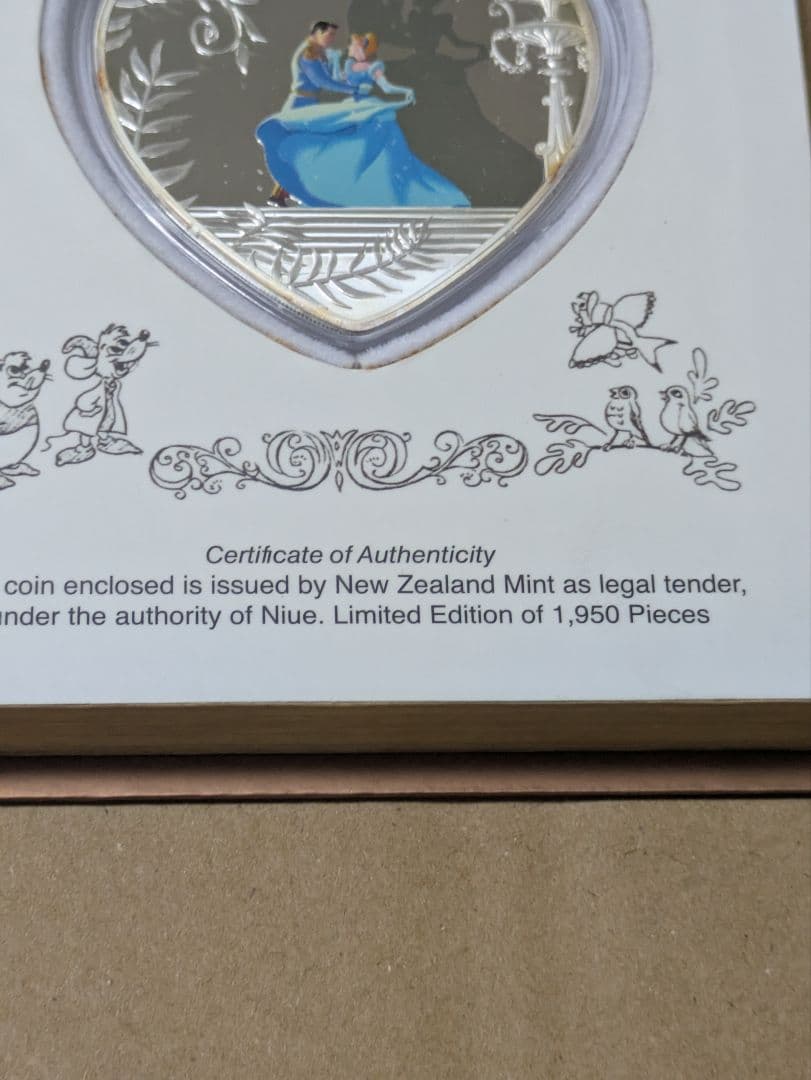 Certificate of Authenticity
coin enclosed is issued by New Zealand Mint as legal tender,
under the authority of Niue. Limited Edition of 1,950 Pieces